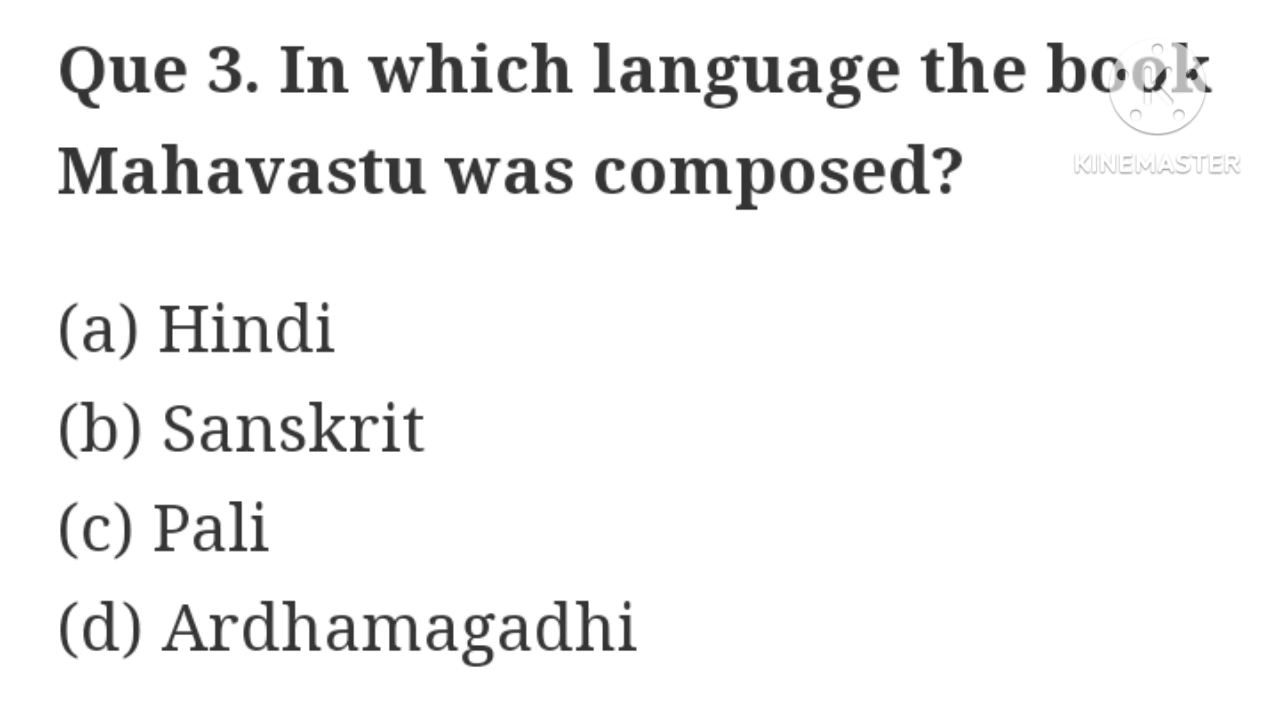 Que 3. In which language the book
Mahavastu was composed?
KINEMASTER
(a) Hindi
(b) Sanskrit
(c) Pali
(d) Ardhamagadhi